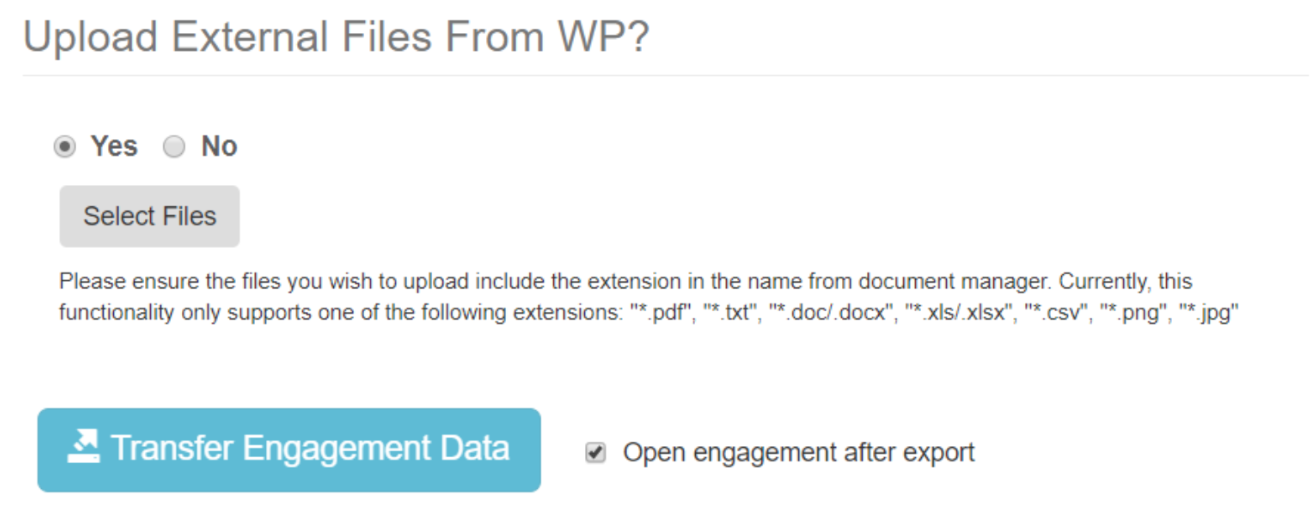 Upload External Files From WP?
Yes No
Select Files
Please ensure the files you wish to upload include the extension in the name from document manager. Currently, this
functionality only supports one of the following extensions: "*.pdf", "*.txt", "*.doc/.docx", "*.xls/.xlsx", "*.csv", "*.png", "*.jpg"
Transfer Engagement Data Open engagement after export